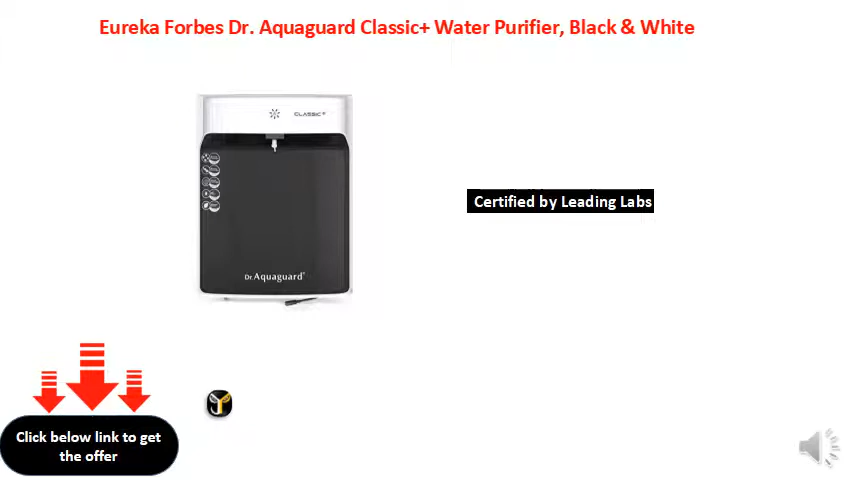 Eureka Forbes Dr. Aquaguard Classic+ Water Purifier, Black & White
CLASSIC+
Certified by Leading Labs
Dr.Aquaguard®
Click below link to get
the offer